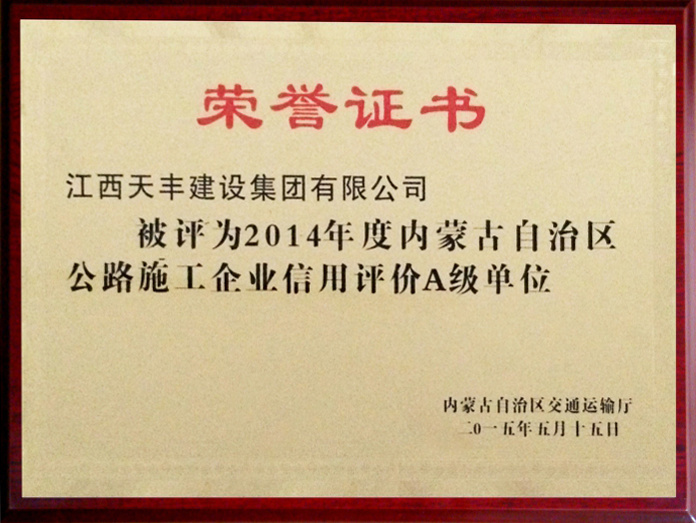 荣誉证书
江西天丰建设集团有限公司
被评为2014年度内蒙古自治区
公路施工企业信用评价A级单位
内蒙古自治区交通运输厅
二0一五年五月十五日